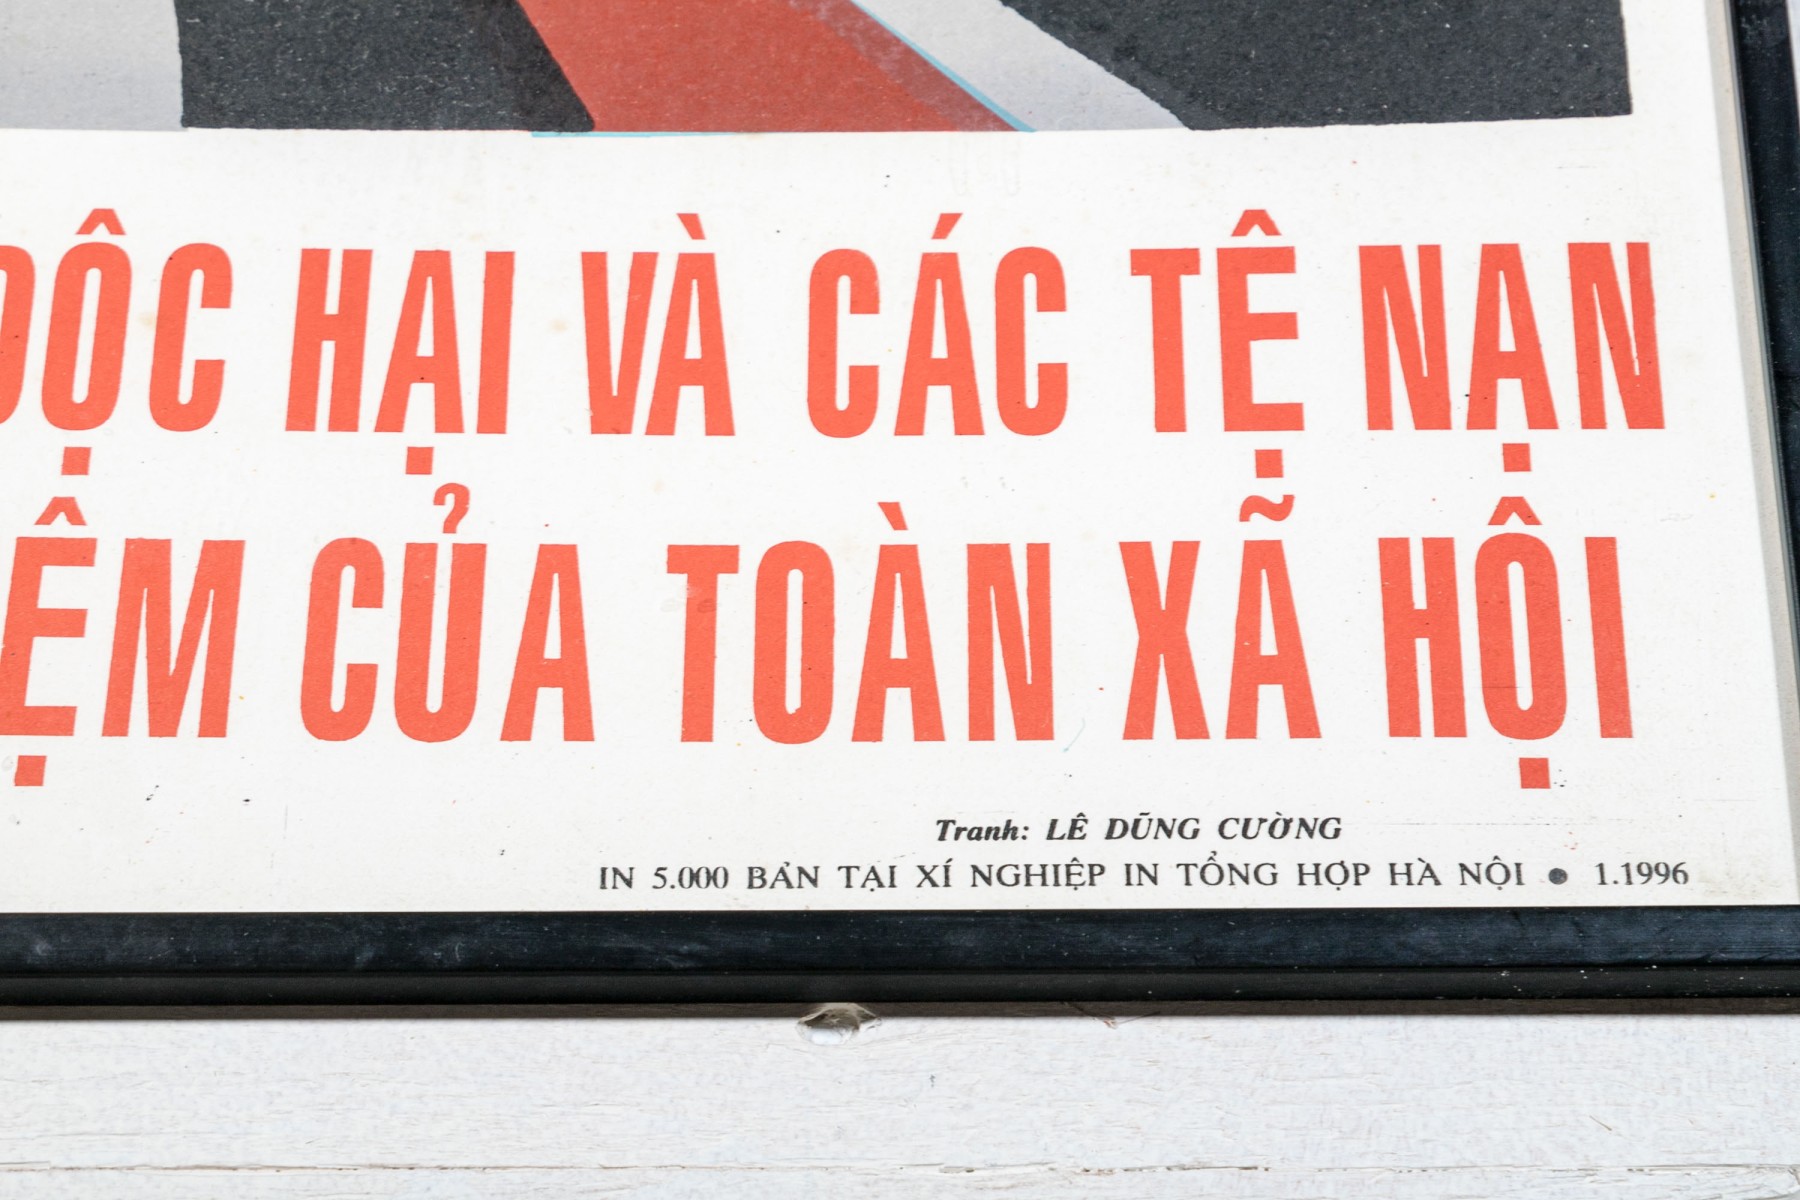 ĐỘC HẠI VÀ CÁC TỆ NẠN
CỦA TOÀN XÃ HỘI
Tranh: LÊ DŨNG CƯỜNG
IN 5.000 BẢN TẠI XÍ NGHIỆP IN TỔNG HỢP HÀ NỘI ● 1.1996